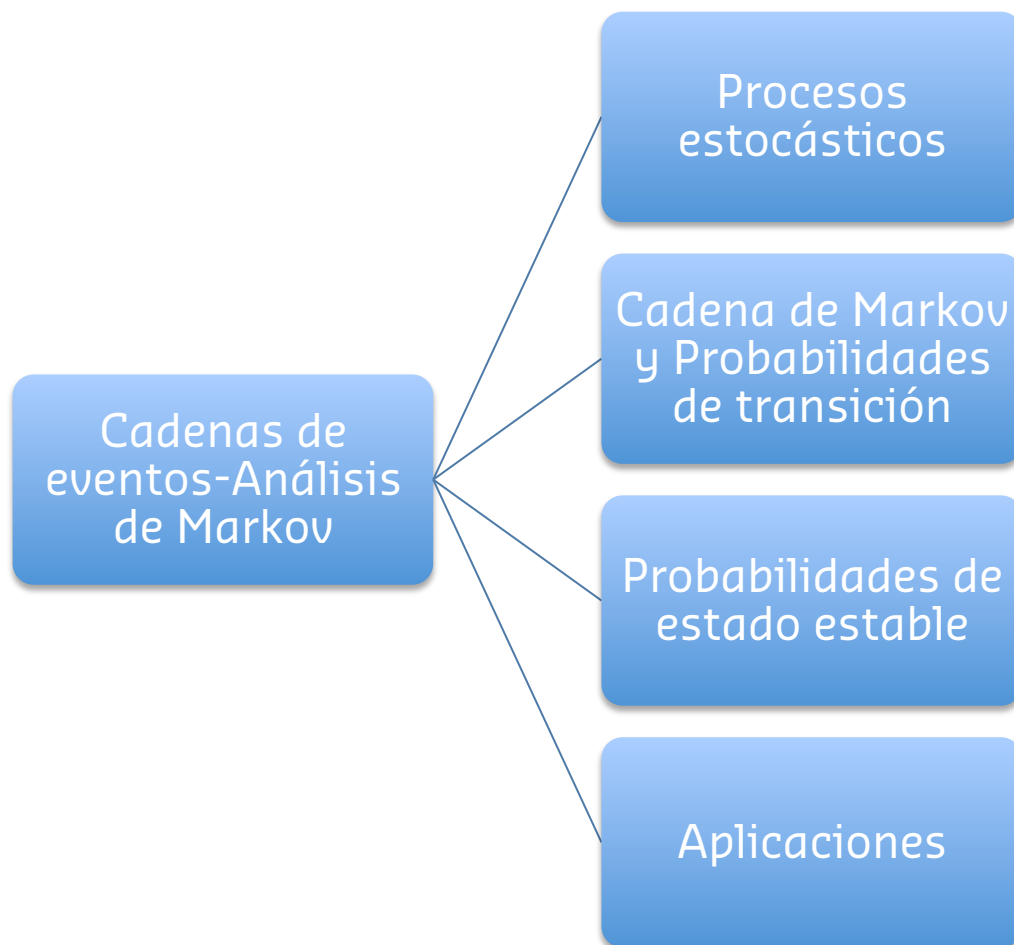 Procesos
estocásticos
Cadena de Markov
y Probabilidades
de transición
Cadenas de
eventos-Análisis
de Markov
Probabilidades de
estado estable
Aplicaciones